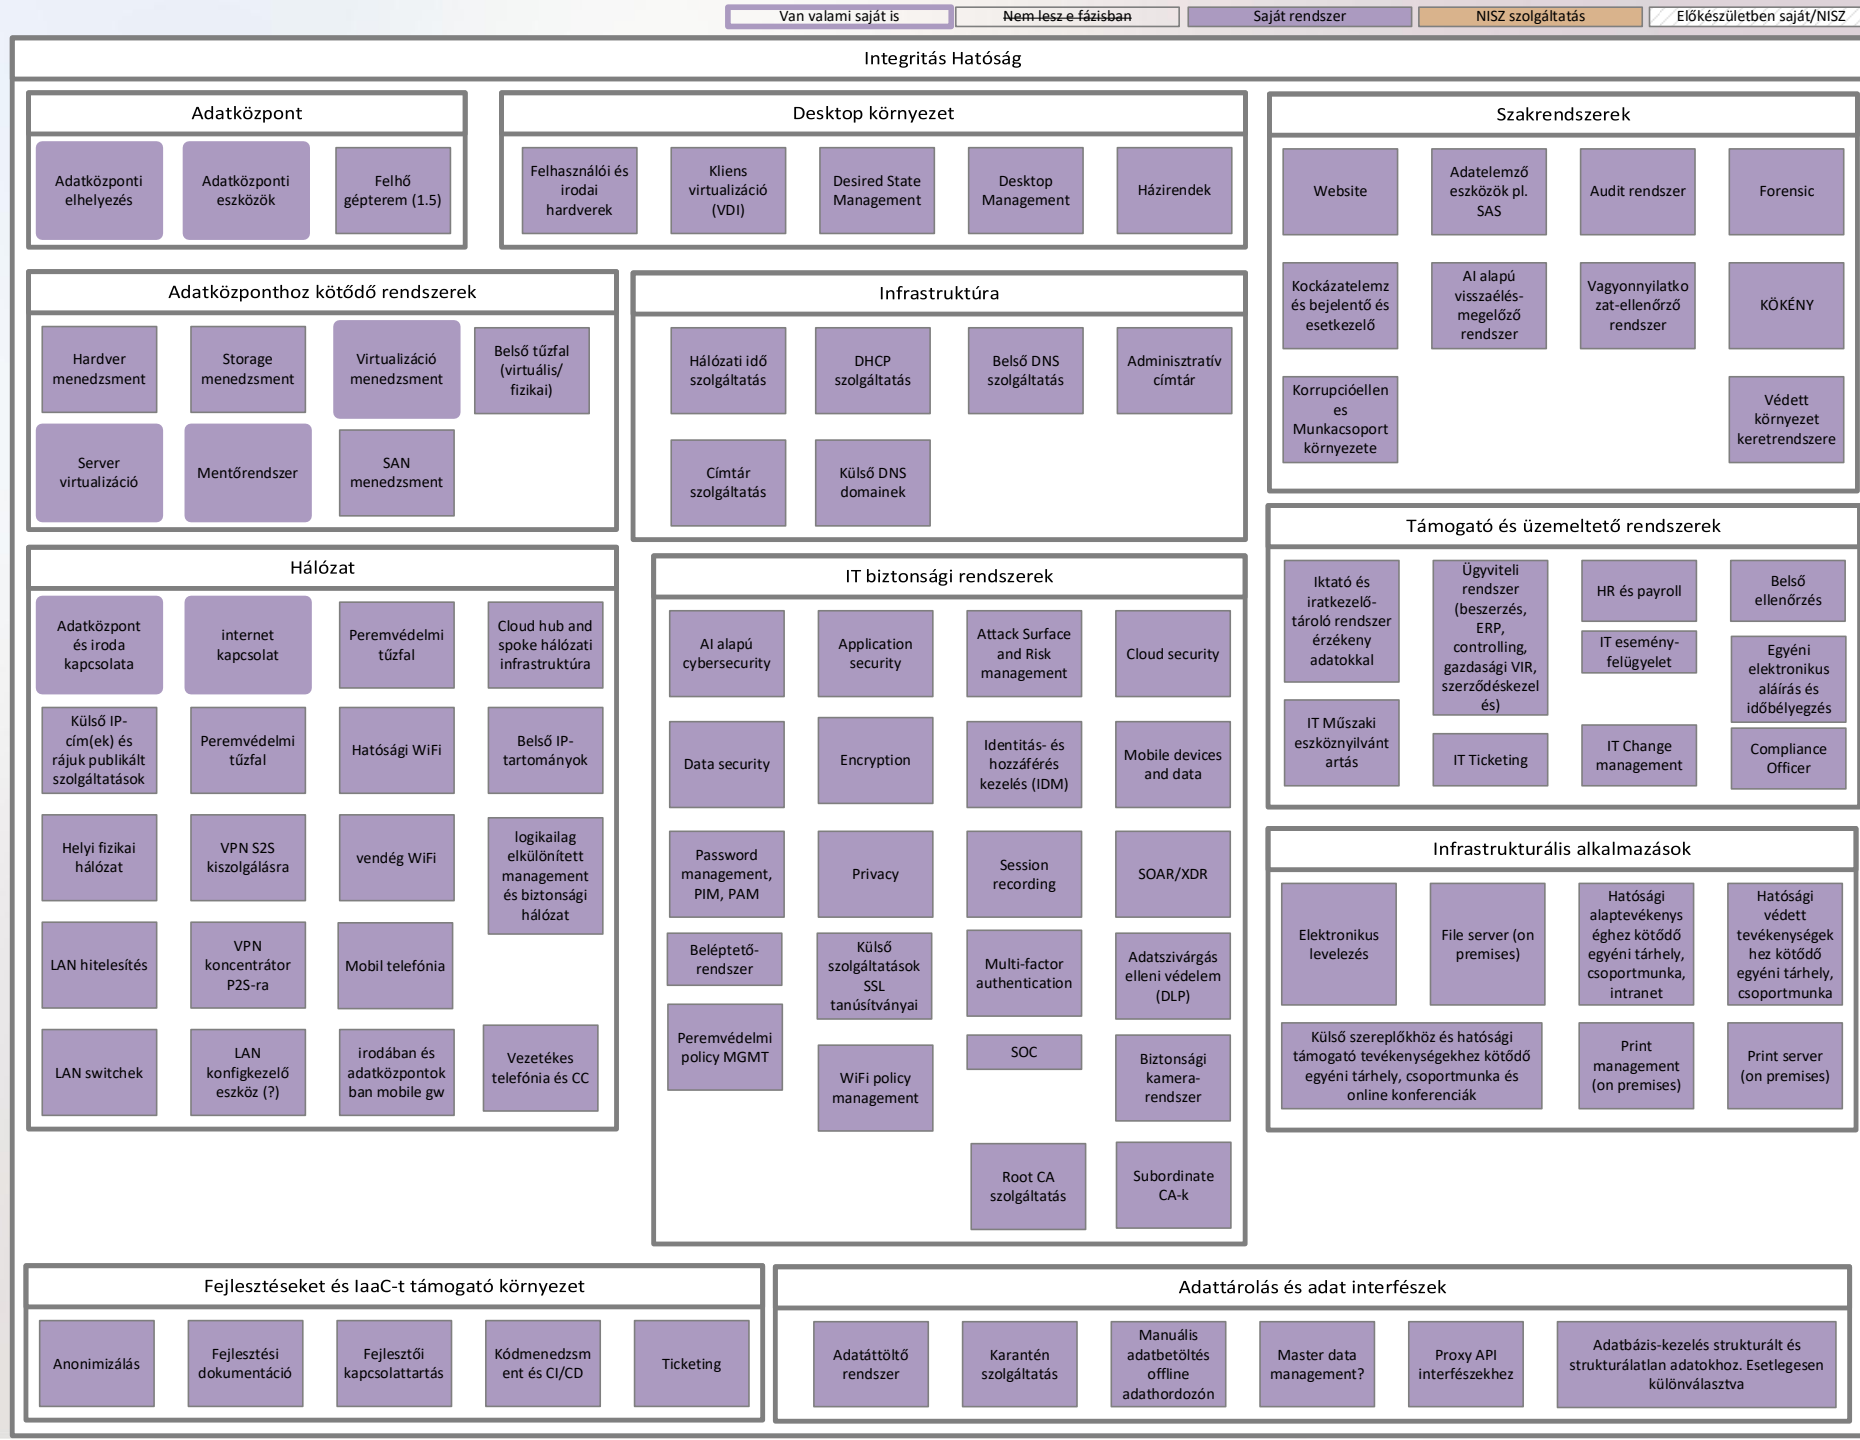 Van valami saját is
Nem lesz e fázisban
Saját rendszer
NISZ szolgáltatás
Előkészületben saját/NISZ
Integritás Hatóság
Adatközpont
Adatközponti
elhelyezés
Adatközponti
eszközök
Felhő
gépterem (1.5)
Desktop környezet
Felhasználói és
irodai
hardverek
Kliens
virtualizáció
(VDI)
Desired State
Management
Desktop
Management
Házirendek
Szakrendszerek
Website
Adatelemző
eszközök pl.
SAS
Audit rendszer
Forensic
Kockázatelemz
és bejelentő és
esetkezelő
AI alapú
visszaélés-
megelőző
rendszer
Vagyonnyilatko
zat-ellenőrző
rendszer
KÖKÉNY
Korrupcióellen
es
Munkacsoport
környezete
Védett
környezet
keretrendszere
Adatközponthoz kötődő rendszerek
Hardver
menedzsment
Storage
menedzsment
Virtualizáció
menedzsment
Belső tűzfal
(virtuális/
fizikai)
Server
virtualizáció
Mentőrendszer
SAN
menedzsment
Infrastruktúra
Hálózati idő
szolgáltatás
DHCP
szolgáltatás
Belső DNS
szolgáltatás
Adminisztratív
címtár
Címtár
szolgáltatás
Külső DNS
domainek
Támogató és üzemeltető rendszerek
Iktató és
iratkezelő-
tároló rendszer
érzékeny
adatokkal
Ügyviteli
rendszer
(beszerzés,
ERP,
controlling,
gazdasági VIR,
szerződéskezel
és)
HR és payroll
Belső
ellenőrzés
IT esemény-
felügyelet
Egyéni
elektronikus
aláírás és
időbélyegzés
IT Műszaki
eszköznyilvánt
artás
IT Ticketing
IT Change
management
Compliance
Officer
Hálózat
Adatközpont
és iroda
kapcsolata
internet
kapcsolat
Peremvédelmi
tűzfal
Cloud hub and
spoke hálózati
infrastruktúra
Külső IP-
cím(ek) és
rájuk publikált
szolgáltatások
Peremvédelmi
tűzfal
Hatósági WiFi
Belső IP-
tartományok
Helyi fizikai
hálózat
VPN S2S
kiszolgálásra
vendég WiFi
logikailag
elkülönített
management
és biztonsági
hálózat
LAN hitelesítés
VPN
koncentrátor
P2S-ra
Mobil telefónia
LAN switchek
LAN
konfigkezelő
eszköz (?)
irodában és
adatközpontok
ban mobile gw
Vezetékes
telefónia és CC
IT biztonsági rendszerek
AI alapú
cybersecurity
Application
security
Attack Surface
and Risk
management
Cloud security
Data security
Encryption
Identitás- és
hozzáférés
kezelés (IDM)
Mobile devices
and data
Password
management,
PIM, PAM
Privacy
Session
recording
SOAR/XDR
Beléptető-
rendszer
Külső
szolgáltatások
SSL
tanúsítványai
Multi-factor
authentication
Adatszivárgás
elleni védelem
(DLP)
Peremvédelmi
policy MGMT
WiFi policy
management
SOC
Biztonsági
kamera-
rendszer
Root CA
szolgáltatás
Subordinate
CA-k
Infrastrukturális alkalmazások
Elektronikus
levelezés
File server (on
premises)
Hatósági
alaptevékenys
éghez kötődő
egyéni tárhely,
csoportmunka,
intranet
Hatósági
védett
tevékenységek
hez kötődő
egyéni tárhely,
csoportmunka
Külső szereplőkhöz és hatósági
támogató tevékenységekhez kötődő
egyéni tárhely, csoportmunka és
online konferenciák
Print
management
(on premises)
Print server
(on premises)
Fejlesztéseket és IaaC-t támogató környezet
Anonimizálás
Fejlesztési
dokumentáció
Fejlesztői
kapcsolattartás
Kódmenedzsm
ent és CI/CD
Ticketing
Adattárolás és adat interfészek
Adatáttöltő
rendszer
Karantén
szolgáltatás
Manuális
adatbetöltés
offline
adathordozón
Master data
management?
Proxy API
interfészekhez
Adatbázis-kezelés strukturált és
strukturálatlan adatokhoz. Esetlegesen
különválasztva